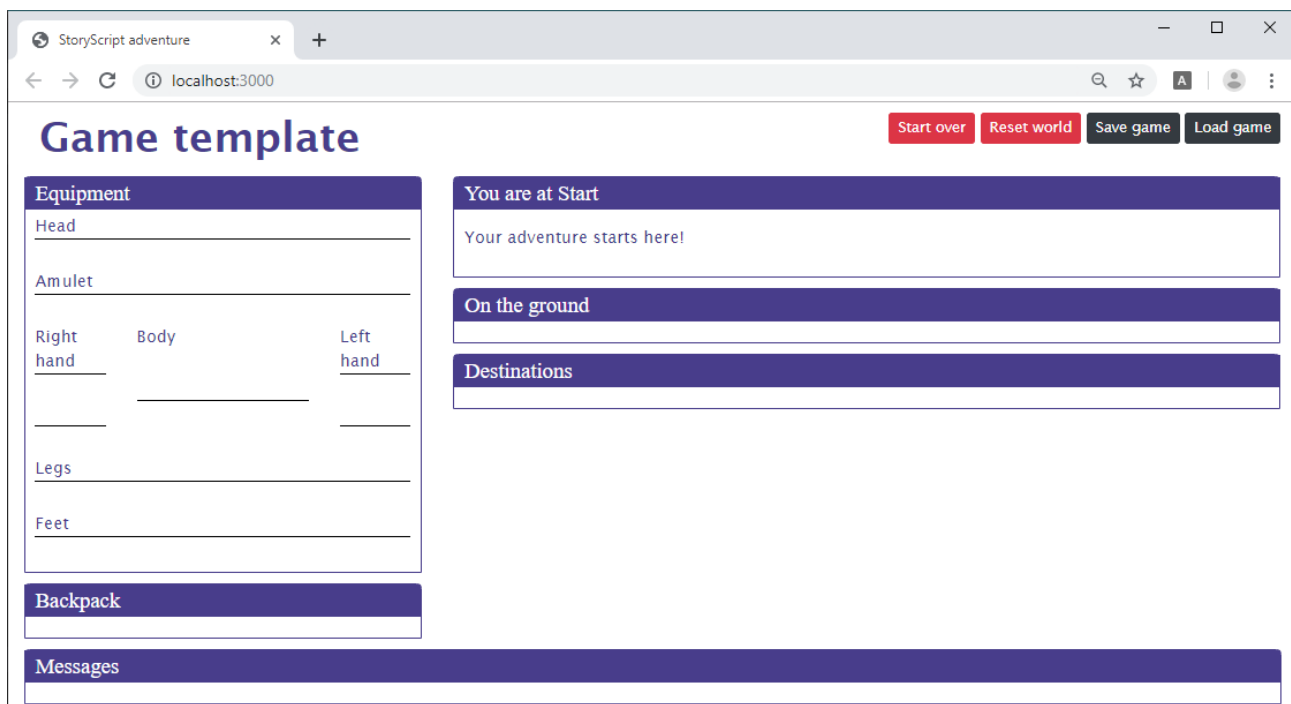 StoryScript adventure
localhost:3000
A
Game template
Start over
Reset world
Save game
Load game
Equipment
Head
Amulet
Right
hand
Body
Left
hand
Legs
Feet
Backpack
You are at Start
Your adventure starts here!
On the ground
Destinations
Messages